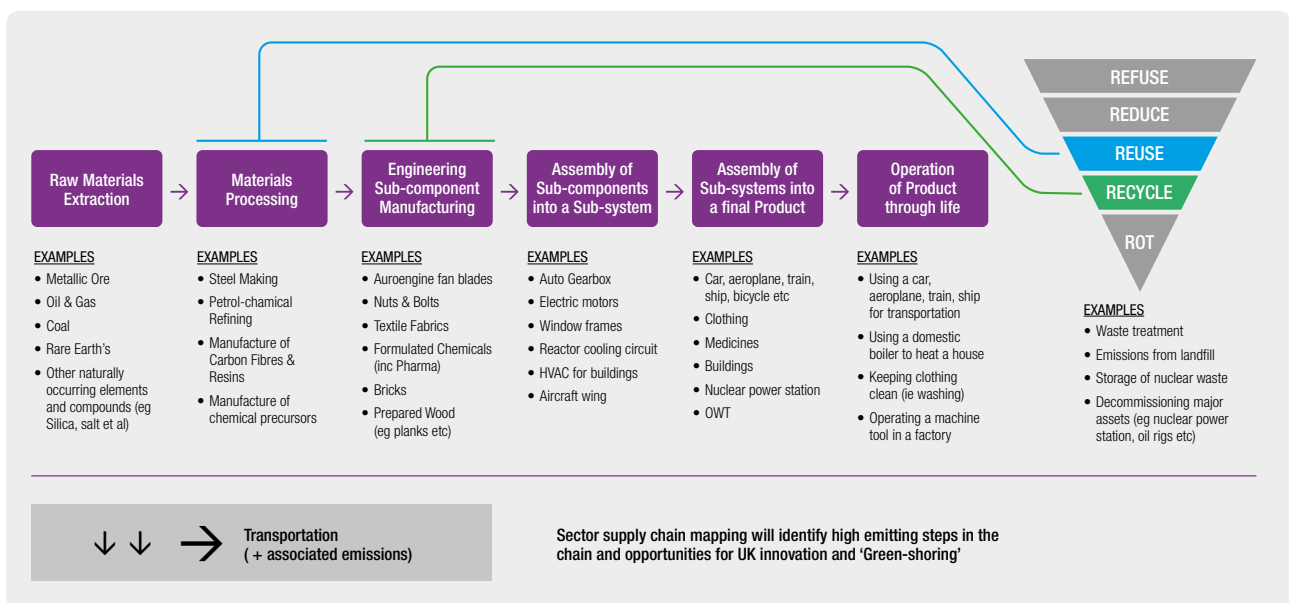 REFUSE
REDUCE
REUSE
RECYCLE
ROT
Raw Materials
Extraction
Materials
Processing
Engineering
Sub-component
Manufacturing
Assembly of
Sub-components
into a Sub-system
Assembly of
Sub-systems into
a final Product
Operation
of Product
through life
EXAMPLES
• Metallic Ore
• Oil & Gas
• Coal
• Rare Earth's
• Other naturally
occurring elements
and compounds (eg
Silica, salt et al)
EXAMPLES
• Steel Making
• Petrol-chamical
Refining
• Manufacture of
Carbon Fibres &
Resins
• Manufacture of
chemical precursors
EXAMPLES
• Auroengine fan blades
• Nuts & Bolts
• Textile Fabrics
• Formulated Chemicals
(inc Pharma)
• Bricks
• Prepared Wood
(eg planks etc)
EXAMPLES
• Auto Gearbox
• Electric motors
• Window frames
• Reactor cooling circuit
• HVAC for buildings
• Aircraft wing
EXAMPLES
• Car, aeroplane, train,
ship, bicycle etc
• Clothing
• Medicines
• Buildings
• Nuclear power station
• OWT
EXAMPLES
• Using a car,
aeroplane, train, ship
for transportation
• Using a domestic
boiler to heat a house
• Keeping clothing
clean (ie washing)
• Operating a machine
tool in a factory
EXAMPLES
• Waste treatment
• Emissions from landfill
• Storage of nuclear waste
• Decommissioning major
assets (eg nuclear power
station, oil rigs etc)
Transportation
( + associated emissions)
Sector supply chain mapping will identify high emitting steps in the
chain and opportunities for UK innovation and ‘Green-shoring’